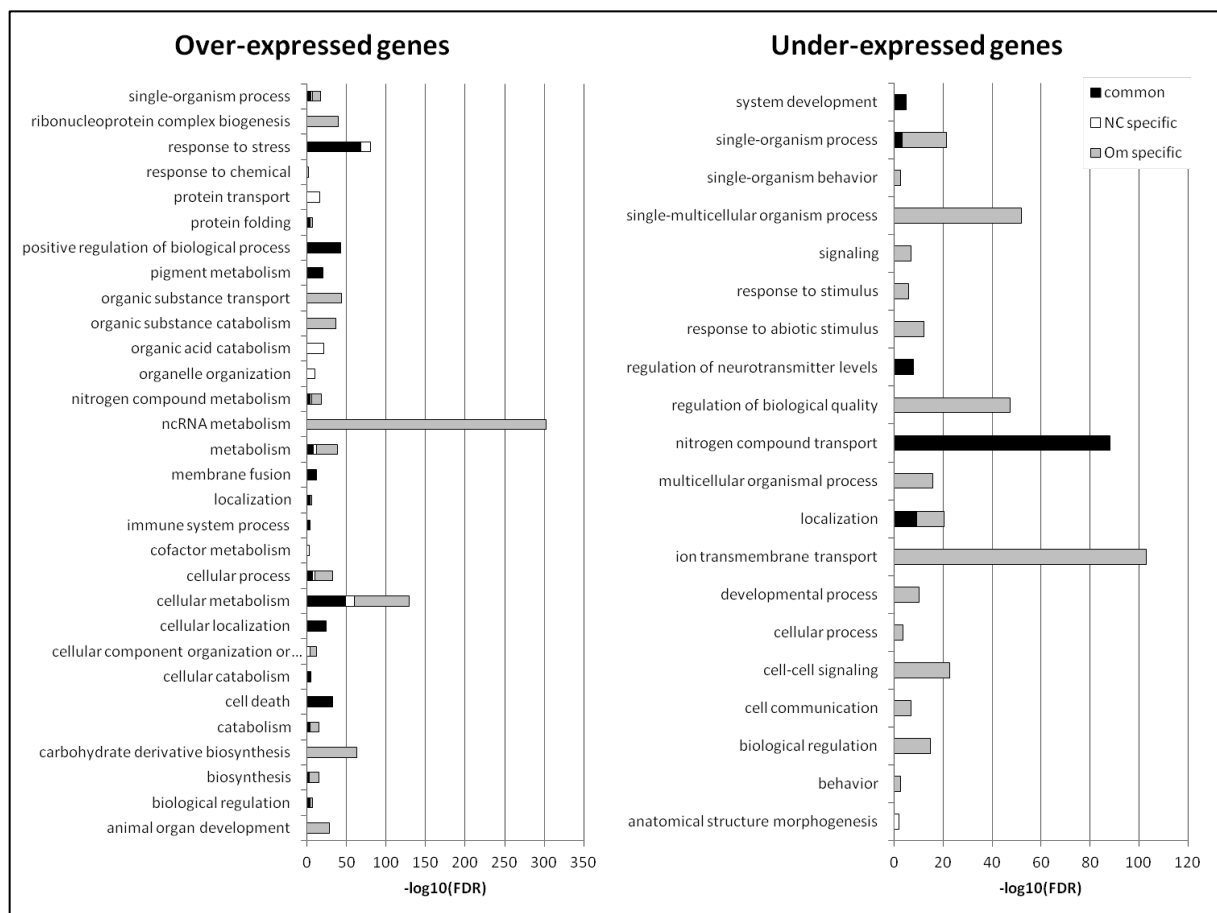 Over-expressed genes
single-organism process
ribonucleoprotein complex biogenesis
response to stress
response to chemical
protein transport
protein folding
positive regulation of biological process
pigment metabolism
organic substance transport
organic substance catabolism
organic acid catabolism
organelle organization
nitrogen compound metabolism
ncRNA metabolism
metabolism
membrane fusion
localization
immune system process
cofactor metabolism
cellular process
cellular metabolism
cellular localization
cellular component organization or...
cellular catabolism
cell death
catabolism
carbohydrate derivative biosynthesis
biosynthesis
biological regulation
animal organ development
0 50 100 150 200 250 300 350
-log10(FDR)
Under-expressed genes
common
NC specific
Om specific
system development
single-organism process
single-organism behavior
single-multicellular organism process
signaling
response to stimulus
response to abiotic stimulus
regulation of neurotransmitter levels
regulation of biological quality
nitrogen compound transport
multicellular organismal process
localization
ion transmembrane transport
developmental process
cellular process
cell-cell signaling
cell communication
biological regulation
behavior
anatomical structure morphogenesis
0 20 40 60 80 100 120
-log10(FDR)